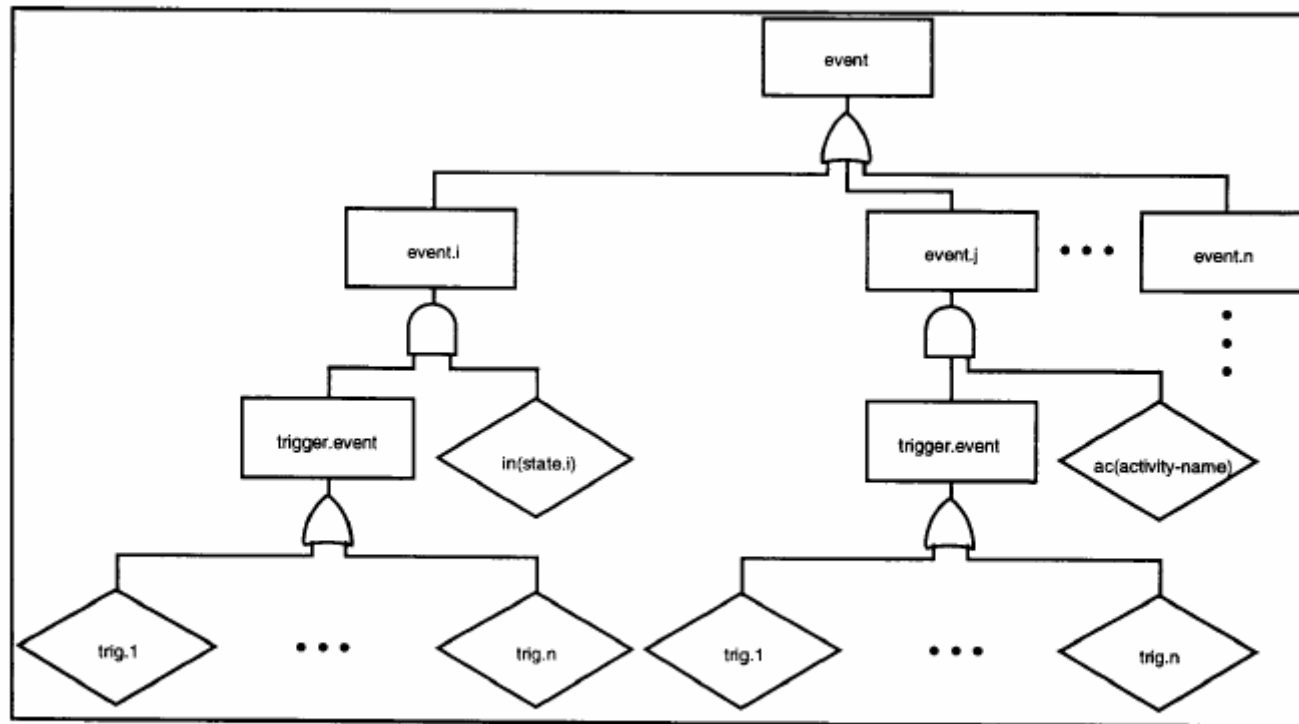 event
event.i
event.j
event.n
trigger.event
in(state.i)
trigger.event
ac(activity-name)
trig.1
trig.n
trig.1
trig.n